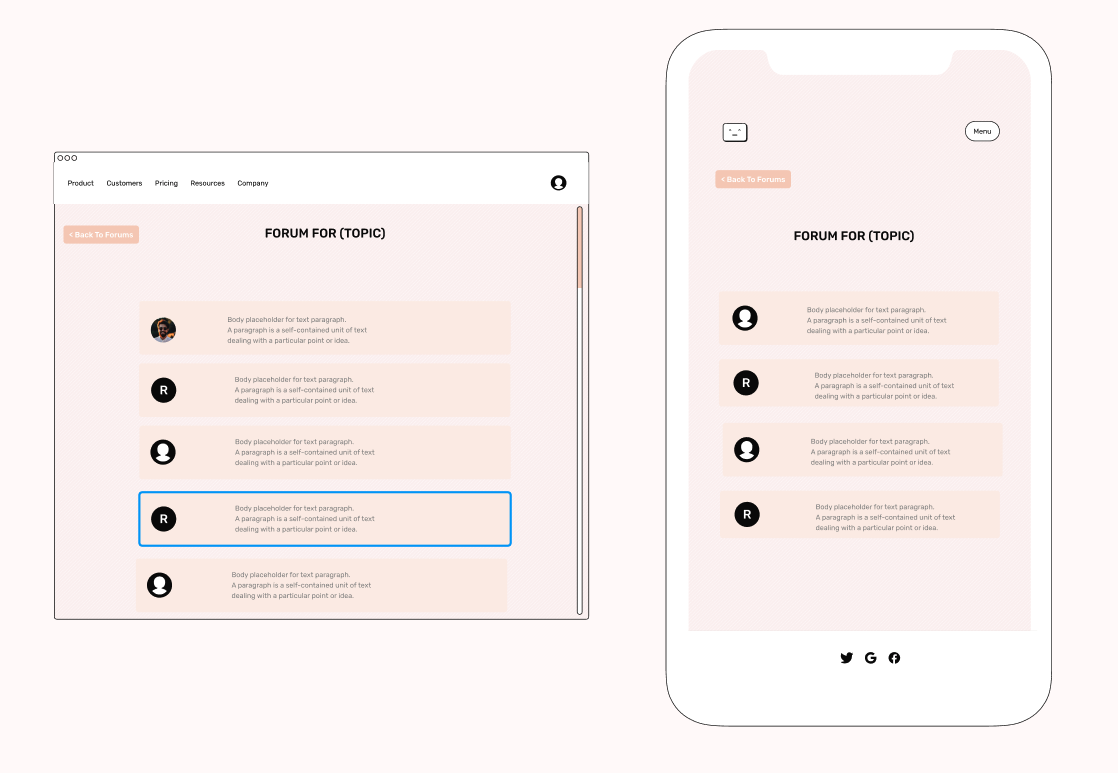 Product Customers Pricing Resources Company
< Back To Forums
FORUM FOR (TOPIC)
Body placeholder for text paragraph.
A paragraph is a self-contained unit of text
dealing with a particular point or idea.
R
Body placeholder for text paragraph.
A paragraph is a self-contained unit of text
dealing with a particular point or idea.
Body placeholder for text paragraph.
A paragraph is a self-contained unit of text
dealing with a particular point or idea.
R
Body placeholder for text paragraph.
A paragraph is a self-contained unit of text
dealing with a particular point or idea.
Body placeholder for text paragraph.
A paragraph is a self-contained unit of text
dealing with a particular point or idea.
Menu
< Back To Forums
FORUM FOR (TOPIC)
Body placeholder for text paragraph.
A paragraph is a self-contained unit of text
dealing with a particular point or idea.
R
Body placeholder for text paragraph.
A paragraph is a self-contained unit of text
dealing with a particular point or idea.
Body placeholder for text paragraph.
A paragraph is a self-contained unit of text
dealing with a particular point or idea.
R
Body placeholder for text paragraph.
A paragraph is a self-contained unit of text
dealing with a particular point or idea.